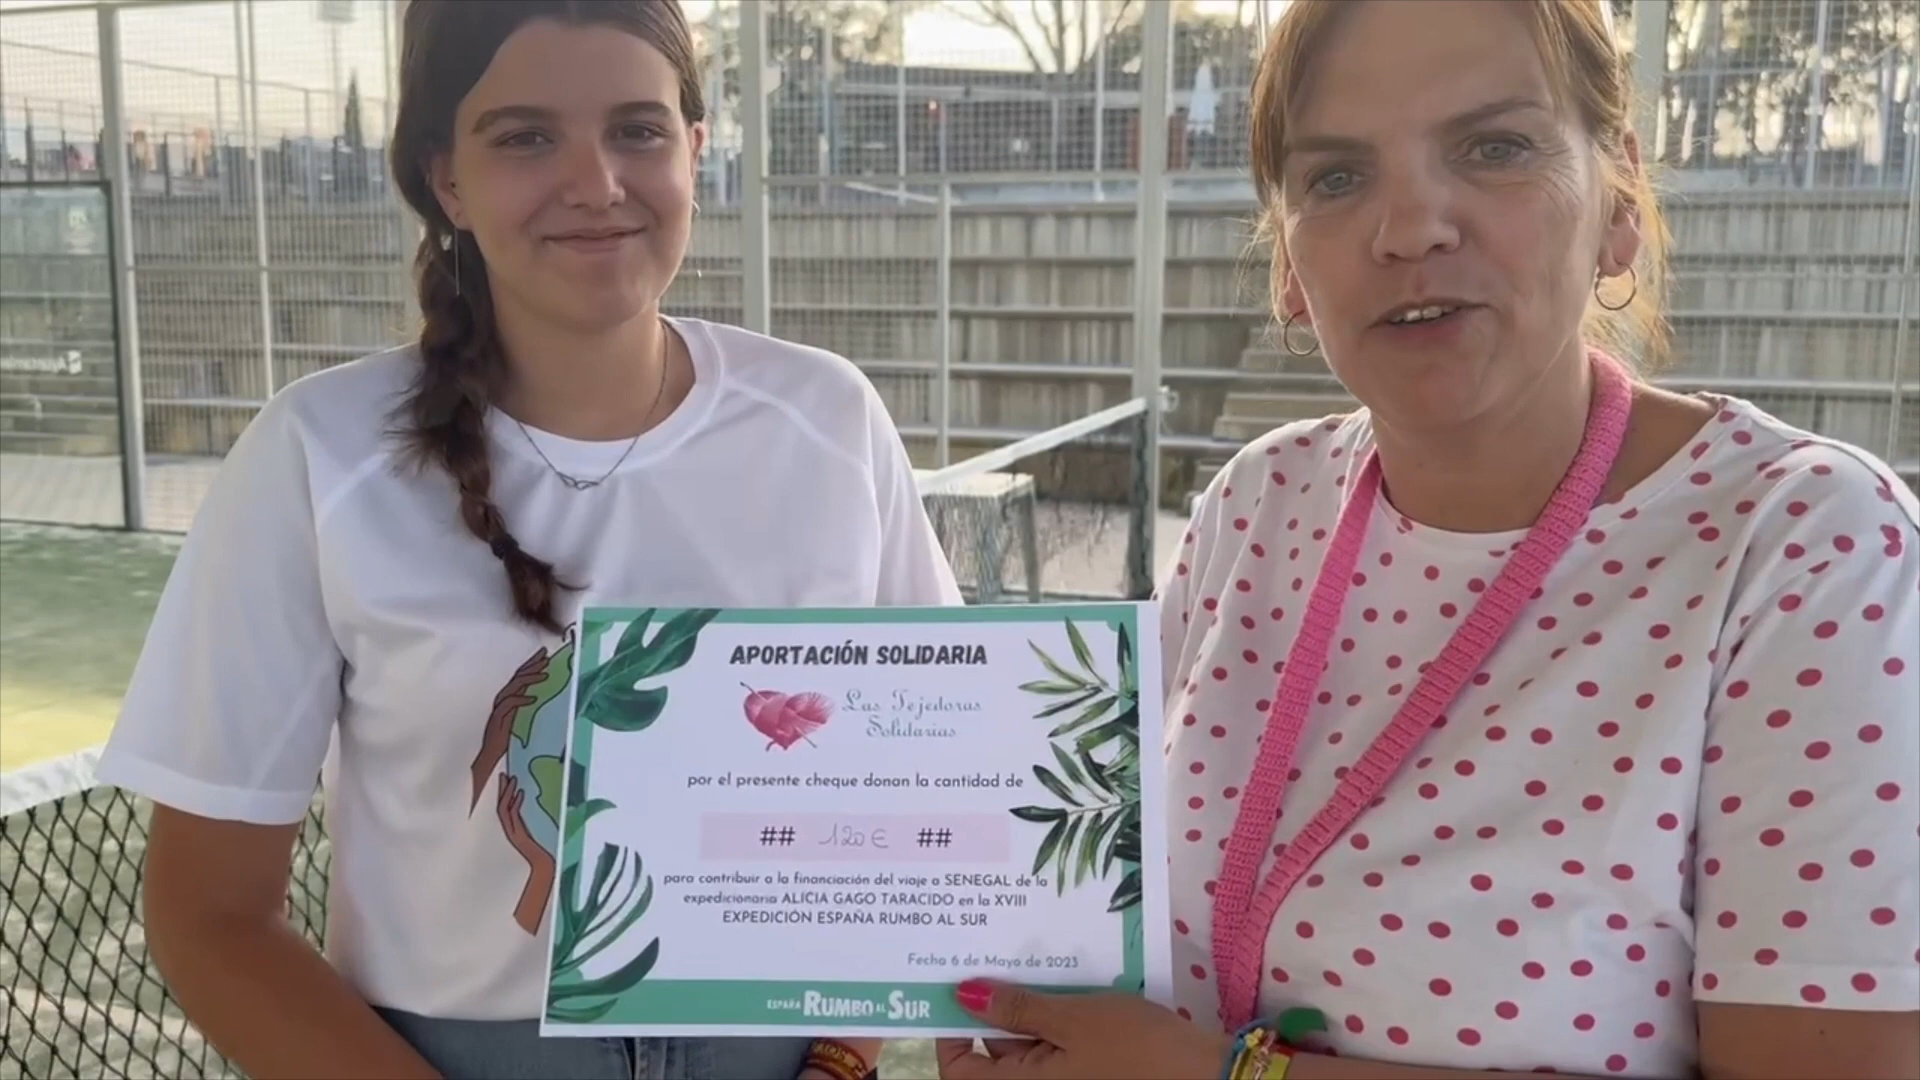 APORTACIÓN SOLIDARIA
Las Tejedoras
Solidarias
por el presente cheque donan la cantidad de
## 120 € ##
para contribuir a la financiación del viaje a SENEGAL de la
expedicionaria ALICIA GAGO TARACIDO en la XVIII
EXPEDICIÓN ESPAÑA RUMBO AL SUR
Fecha 6 de Mayo de 2023
ESPAÑA RUMBO AL SUR